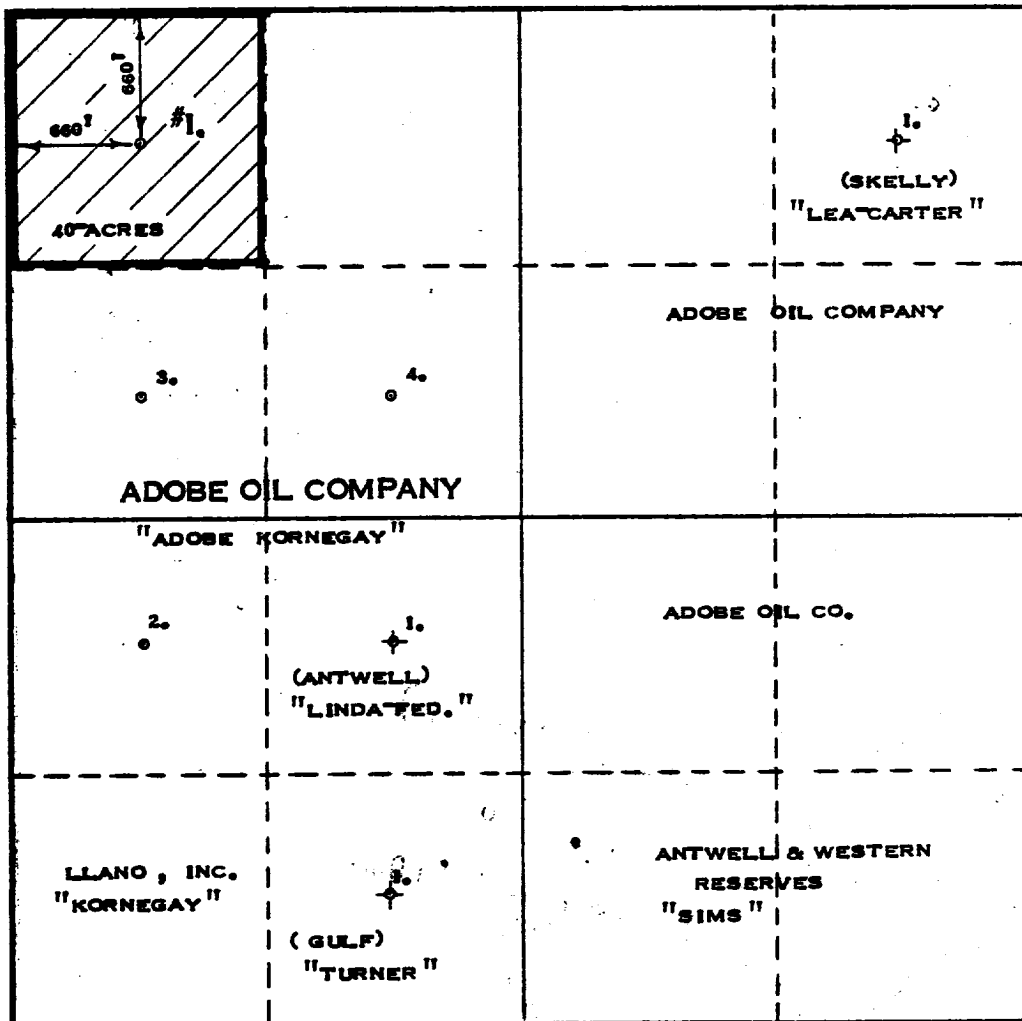 660'
660'
#1.
40 ACRES
1.
(SKELLY)
"LEA-CARTER"
ADOBE OIL COMPANY
3.
4.
ADOBE OIL COMPANY
"ADOBE KORNEGAY"
2.
1.
(ANTWELL)
"LINDA-FED."
ADOBE OIL CO.
LLANO, INC.
"KORNEGAY"
1.
(GULF)
"TURNER"
ANTWELL & WESTERN
RESERVES
"SIMS"